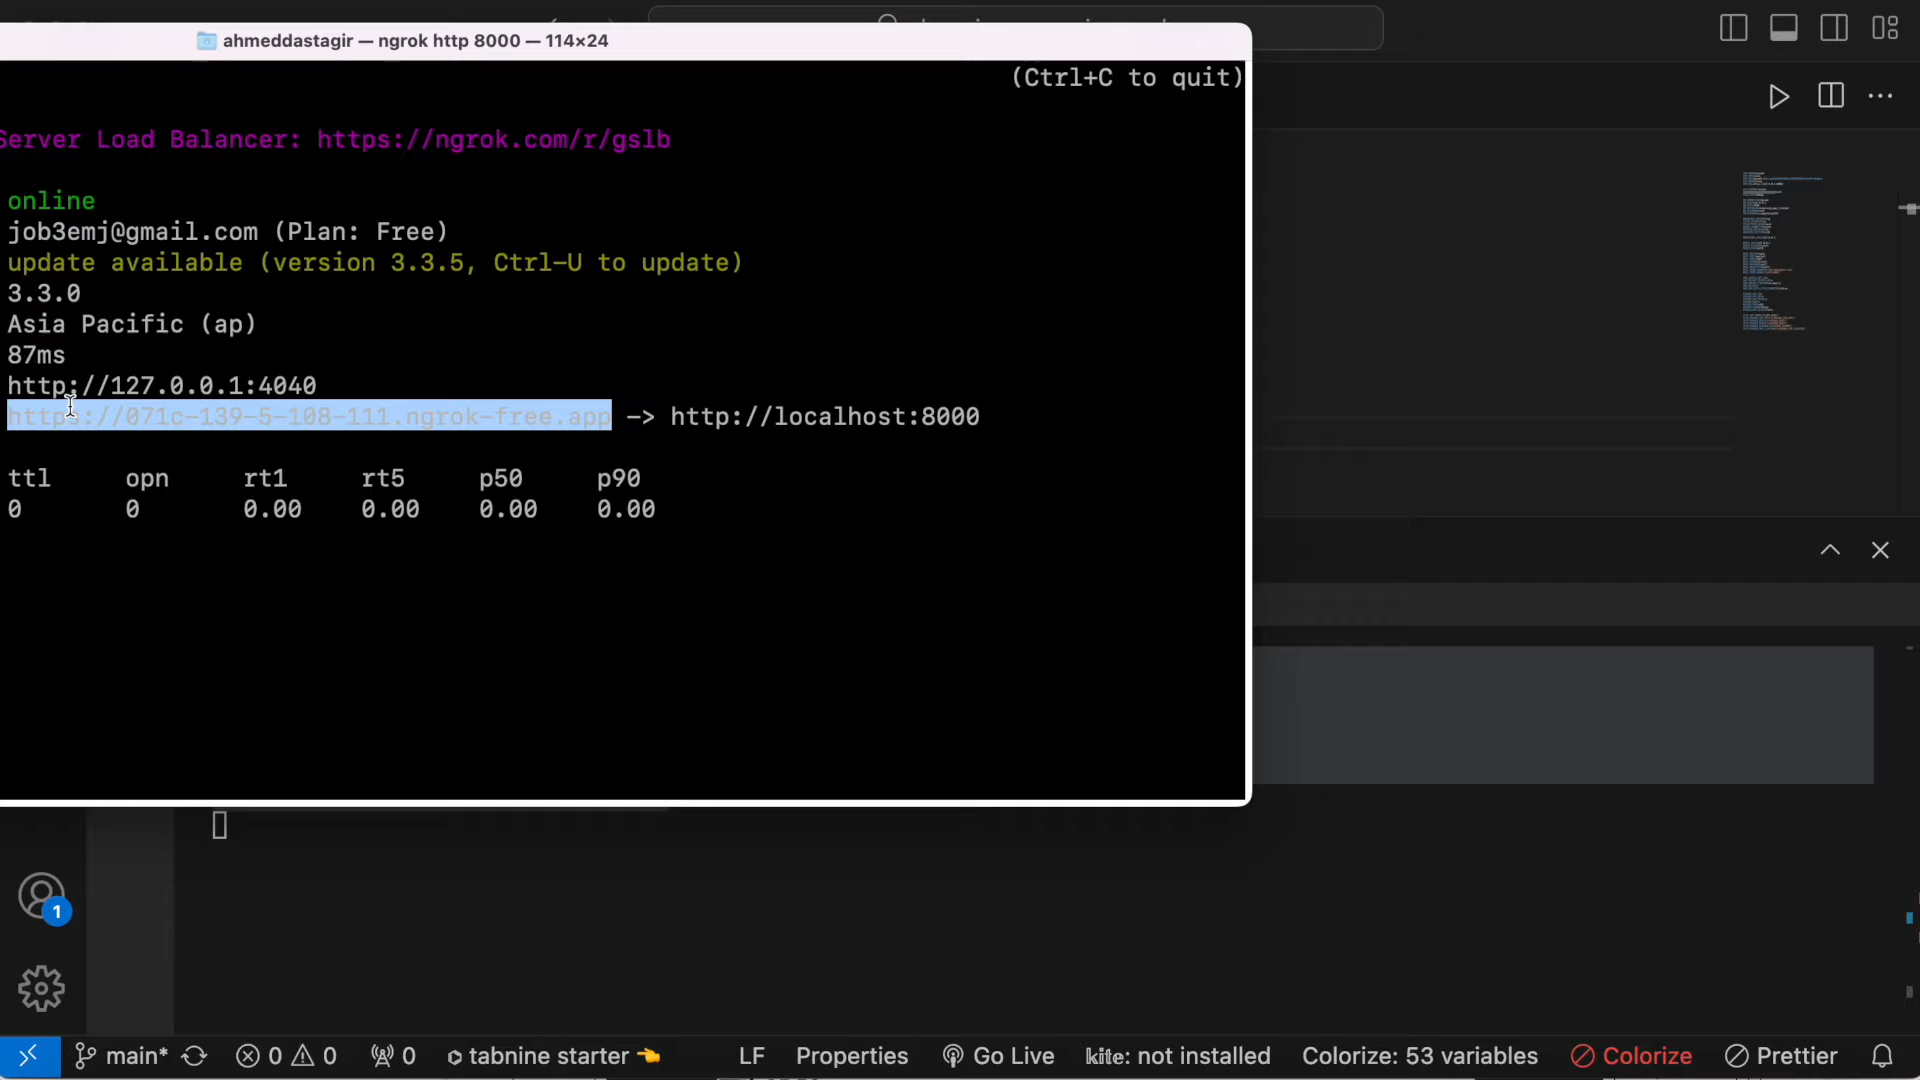 ahmeddastagir — ngrok http 8000 — 114×24
(Ctrl+C to quit)
Server Load Balancer: https://ngrok.com/r/gslb
online
job3emj@gmail.com (Plan: Free)
update available (version 3.3.5, Ctrl-U to update)
3.3.0
Asia Pacific (ap)
87ms
http://127.0.0.1:4040
https://071c-139-5-108-111.ngrok-free.app -> http://localhost:8000
ttl opn rt1 rt5 p50 p90
0 0 0.00 0.00 0.00 0.00
1
main* 0 0 0 tabnine starter LF Properties Go Live kite: not installed Colorize: 53 variables Colorize Prettier